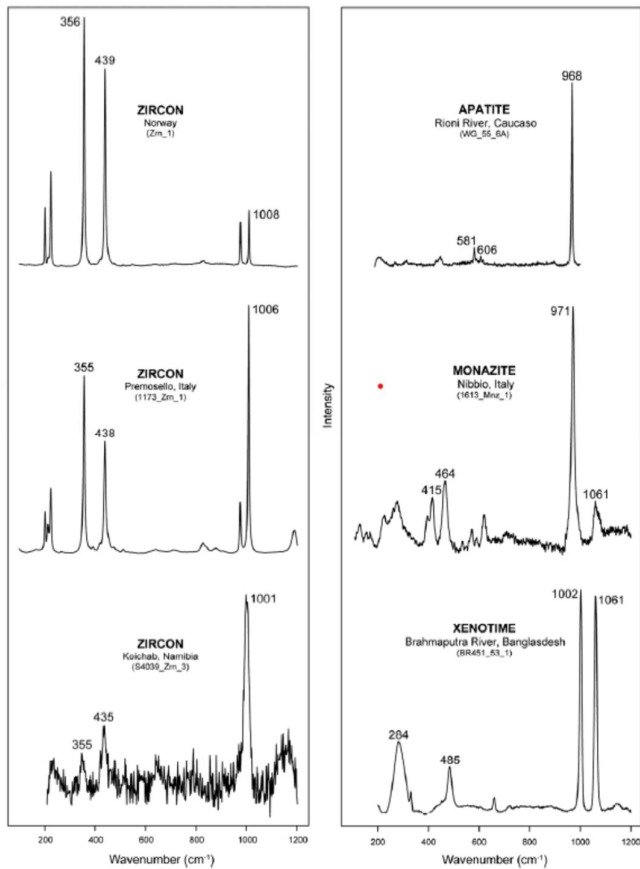 356
439
ZIRCON
Norway
(Zrn_1)
1008
1006
355
ZIRCON
Premosello, Italy
(1173_Zrn_1)
438
ZIRCON
Koichab, Namibia
(S4039_Zrn_3)
1001
435
355
200
400
600
800
1000
1200
Wavenumber (cm-1)
Intensity
968
APATITE
Rioni River, Caucaso
(WG_55_6A)
581
606
971
MONAZITE
Nibbio, Italy
(1613_Mnz_1)
464
415
1061
1002
1061
XENOTIME
Brahmaputra River, Banglasdesh
(BR451_53_1)
284
485
200
400
600
800
1000
1200
Wavenumber (cm-1)